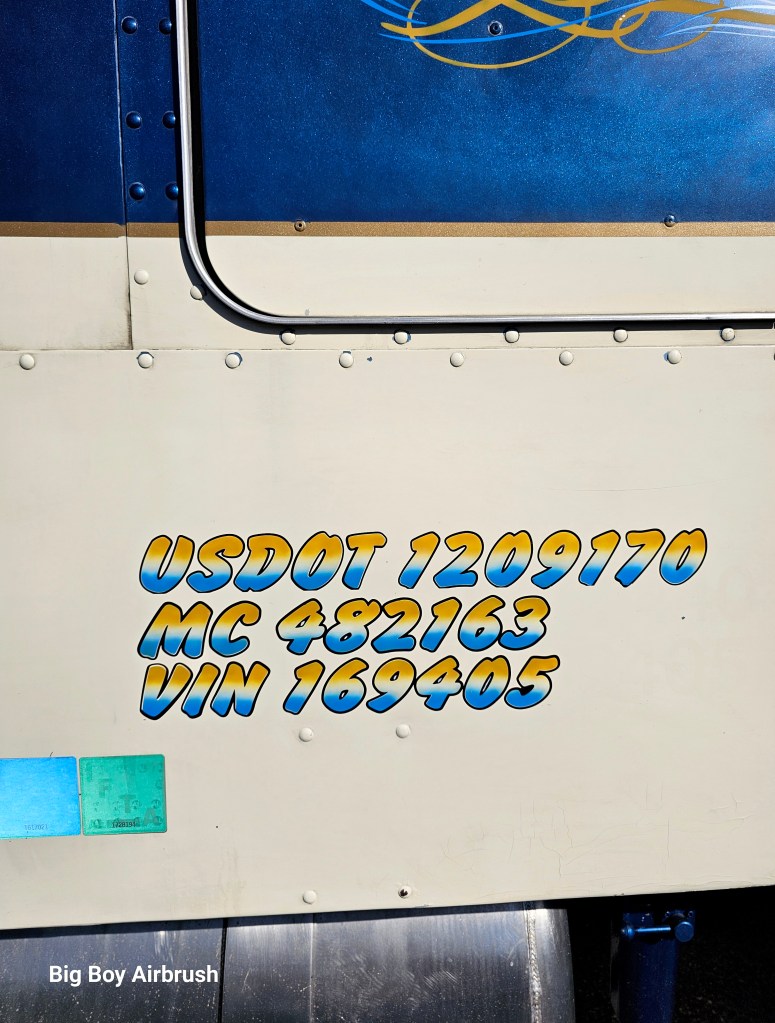 USDOT 1209170
MC 482163
VIN 169405
Big Boy Airbrush